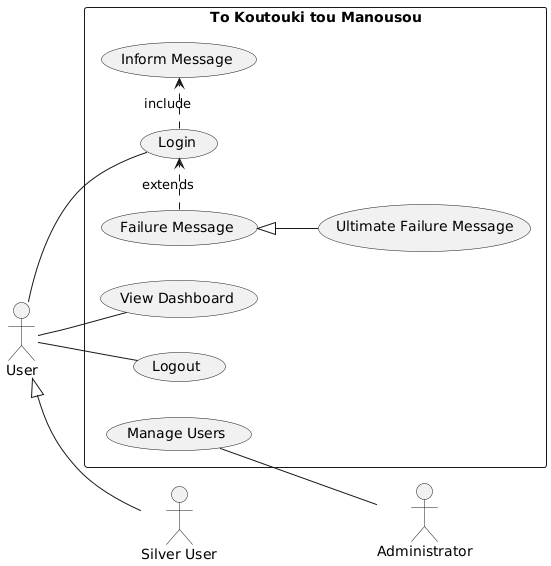 To Koutouki tou Manousou
Inform Message
include
Login
extends
Failure Message
Ultimate Failure Message
View Dashboard
User
Logout
Manage Users
Silver User
Administrator